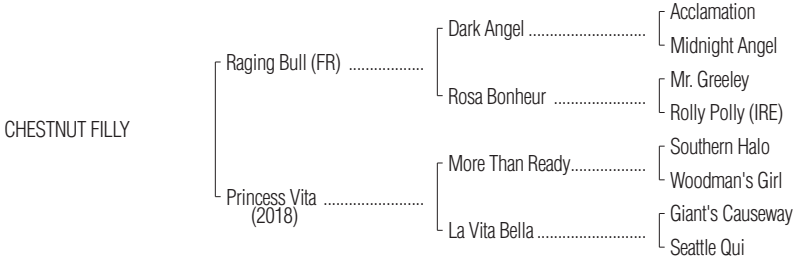 Acclamation
Dark Angel ............................
Midnight Angel
Raging Bull (FR) ..................
Mr. Greeley
Rosa Bonheur ......................
Rolly Polly (IRE)
CHESTNUT FILLY
Southern Halo
More Than Ready..................
Woodman's Girl
Princess Vita ........................
(2018)
Giant's Causeway
La Vita Bella ..........................
Seattle Qui